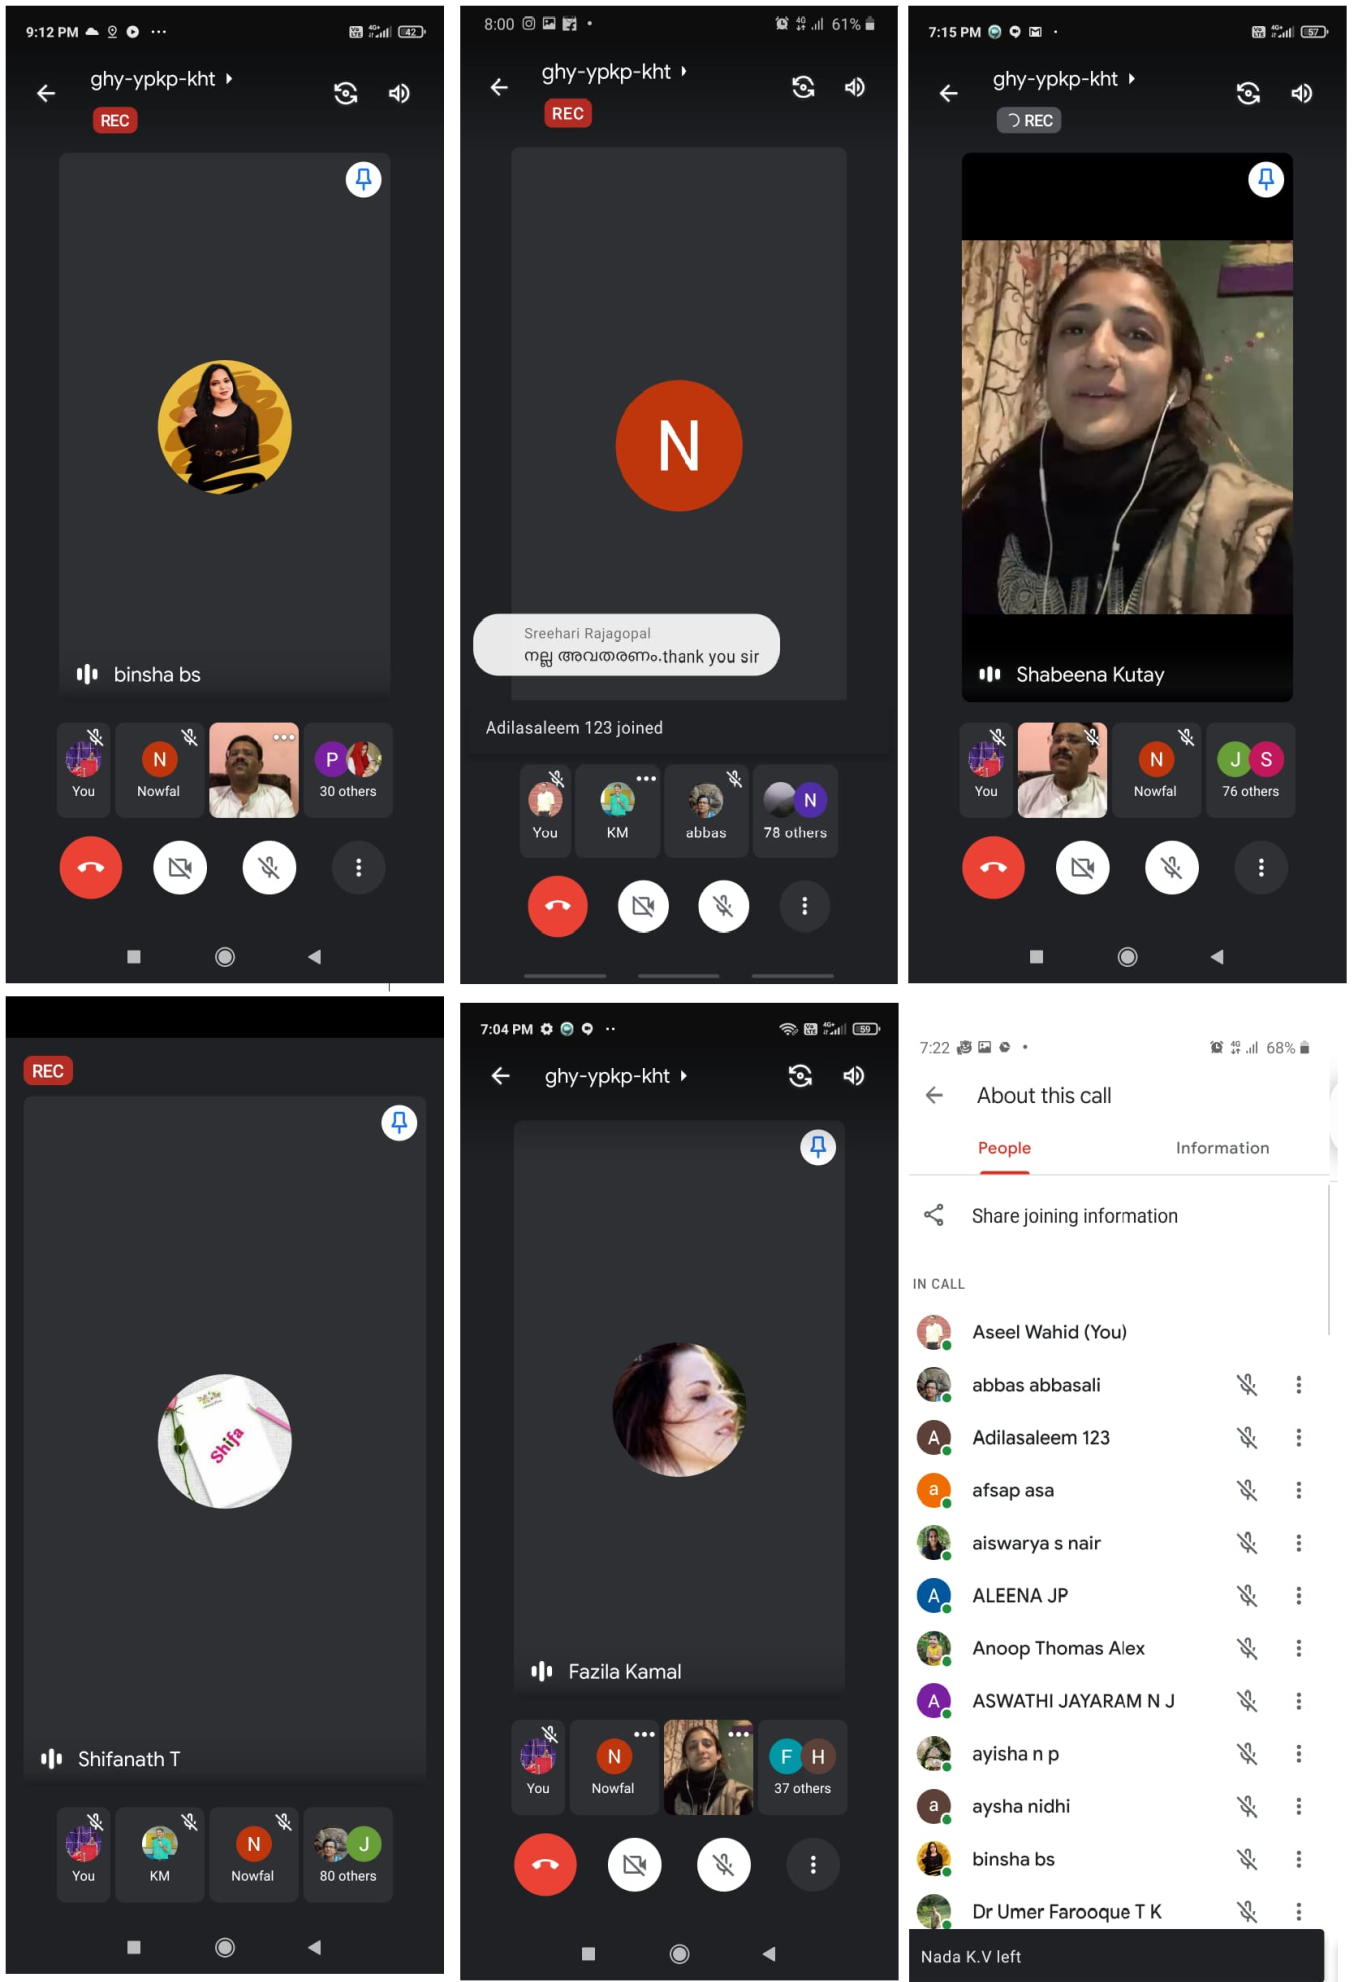 9:12 PM
42
ghy-ypkp-kht
REC
binsha bs
You
N
Nowfal
P
30 others
8:00
61%
ghy-ypkp-kht
REC
N
Sreehari Rajagopal
നല്ല അവതരണം.thank you sir
Adilasaleem 123 joined
You
KM
abbas
N
78 others
7:15 PM
57
ghy-ypkp-kht
REC
Shabeena Kutay
You
N
Nowfal
J S
76 others
REC
Shifa
Shifanath T
You
KM
N
Nowfal
J
80 others
7:04 PM
59
ghy-ypkp-kht
Fazila Kamal
You
N
Nowfal
F H
37 others
7:22
4G
68%
About this call
People
Information
Share joining information
IN CALL
Aseel Wahid (You)
abbas abbasali
A Adilasaleem 123
a afsap asa
aiswarya s nair
A ALEENA JP
Anoop Thomas Alex
A ASWATHI JAYARAM N J
ayisha n p
a aysha nidhi
binsha bs
Dr Umer Farooque T K
Nada K.V left